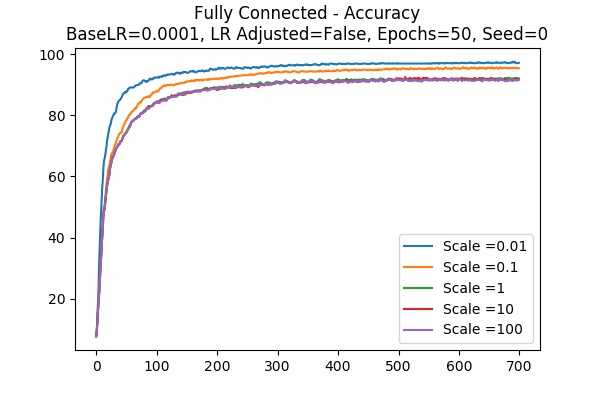 Fully Connected - Accuracy
BaseLR=0.0001, LR Adjusted=False, Epochs=50, Seed=0
100
80
60
40
20
Scale =0.01
Scale =0.1
Scale =1
Scale =10
Scale =100
0 100 200 300 400 500 600 700